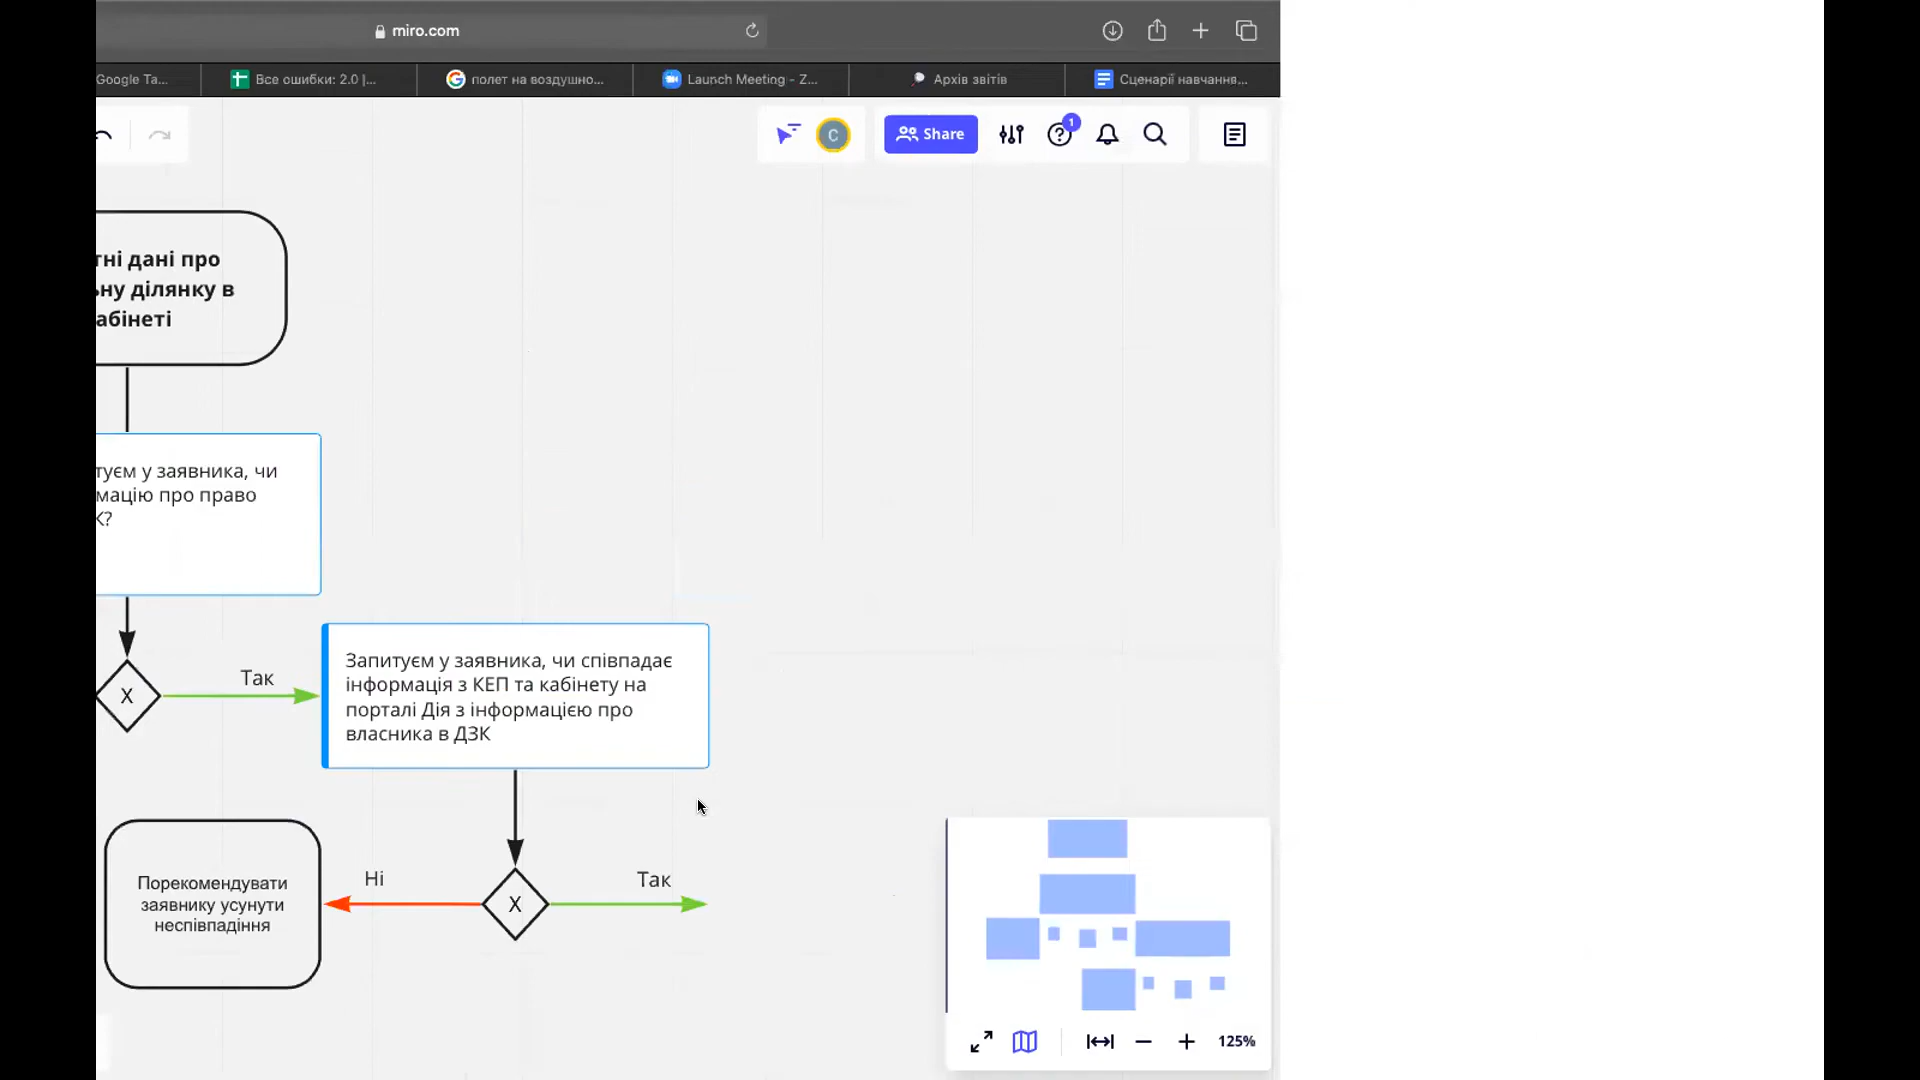 miro.com
Google Ta...
Все ошибки: 2.0 |...
полет на воздушно...
Launch Meeting - Z...
Архів звітів
Сценарії навчання...
C
Share
1
тні дані про
ьну ділянку в
абінеті
туєм у заявника, чи
мацію про право
К?
X
Так
Запитуєм у заявника, чи співпадає
інформація з КЕП та кабінету на
порталі Дія з інформацією про
власника в ДЗК
Порекомендувати
заявнику усунути
неспівпадіння
Ні
X
Так
125%